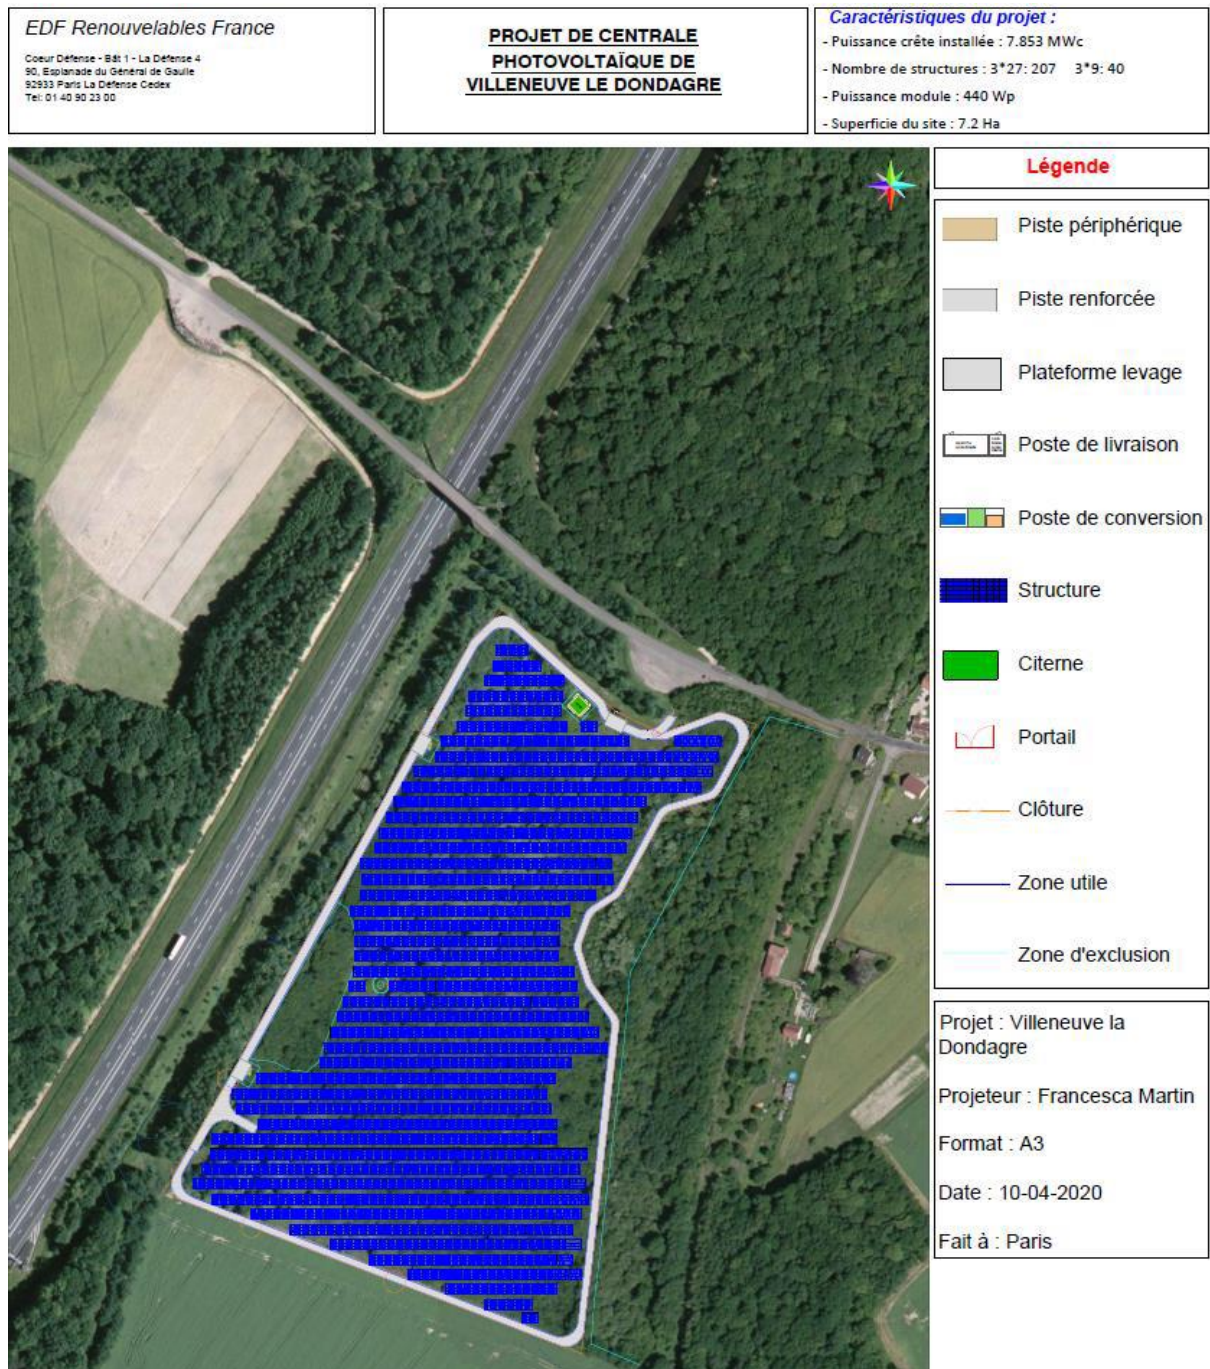 EDF Renouvelables France
Coeur Défense - Bât 1 - La Défense 4
90, Esplanade du Général de Gaulle
92933 Paris La Défense Cedex
Tel: 01 40 90 23 00
PROJET DE CENTRALE
PHOTOVOLTAÏQUE DE
VILLENEUVE LE DONDAGRE
Caractéristiques du projet :
- Puissance crête installée : 7.853 MWc
- Nombre de structures : 3*27: 207 3*9: 40
- Puissance module : 440 Wp
- Superficie du site : 7.2 Ha
Légende
Piste périphérique
Piste renforcée
Plateforme levage
Poste de livraison
Poste de conversion
Structure
Citerne
Portail
Clôture
Zone utile
Zone d'exclusion
Projet : Villeneuve la
Dondagre
Projeteur : Francesca Martin
Format : A3
Date : 10-04-2020
Fait à : Paris